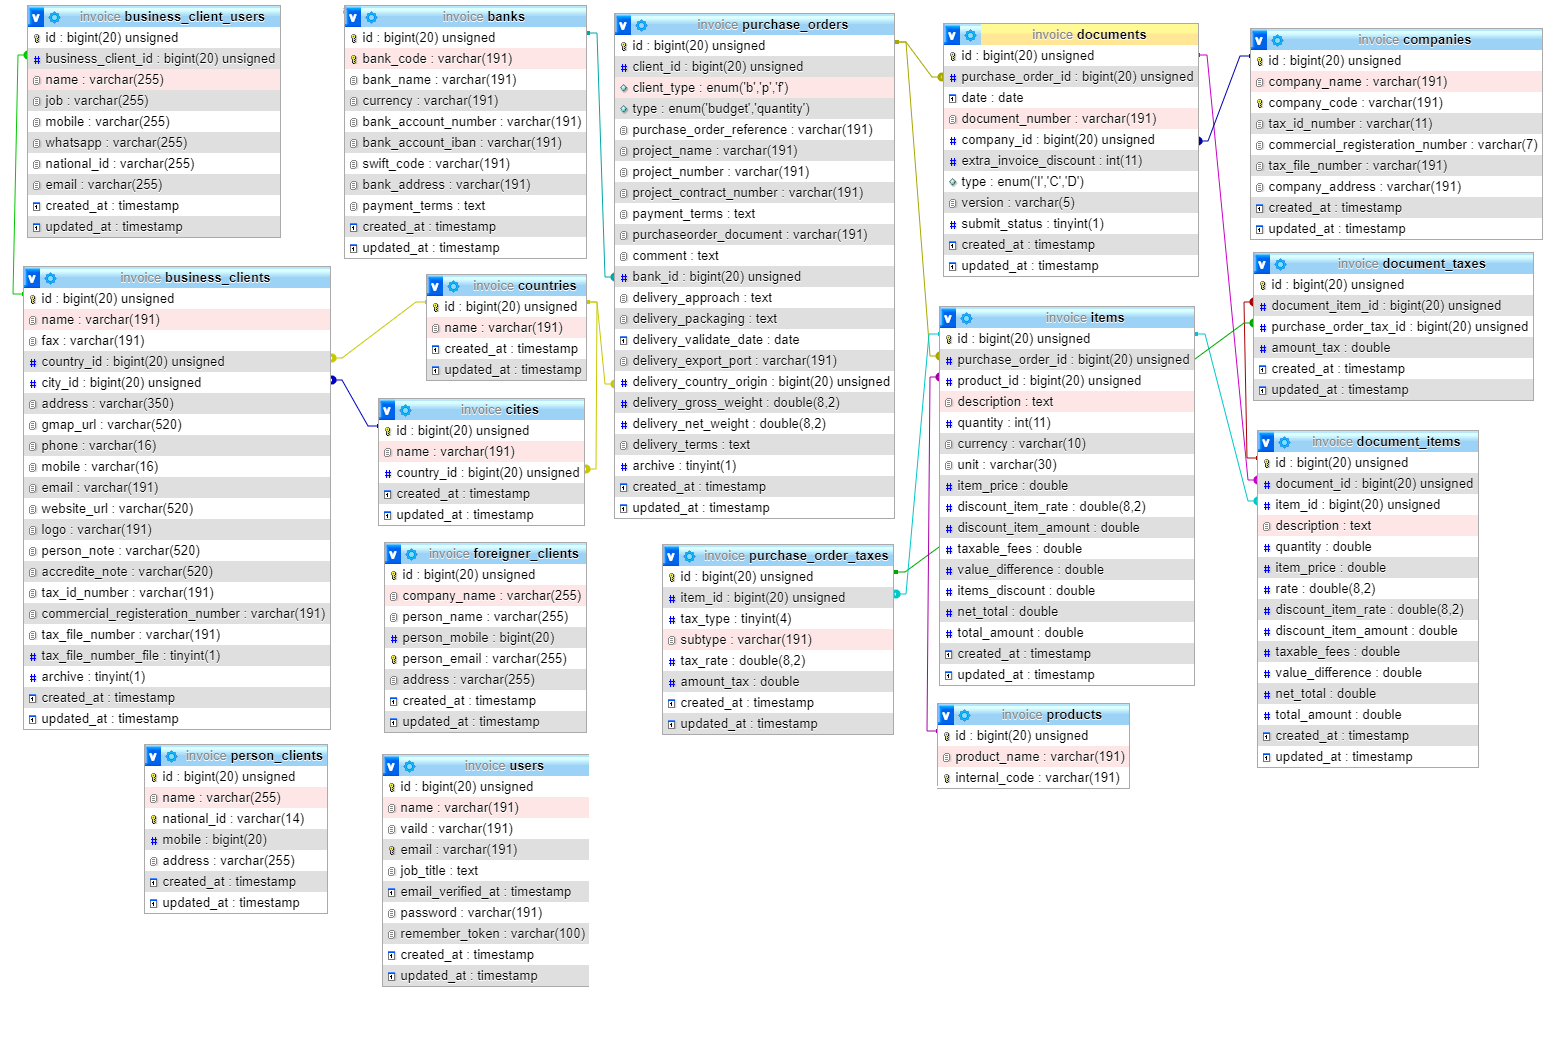 invoice business_client_users
id : bigint(20) unsigned
business_client_id : bigint(20) unsigned
name : varchar(255)
job : varchar(255)
mobile : varchar(255)
whatsapp : varchar(255)
national_id : varchar(255)
email : varchar(255)
created_at : timestamp
updated_at : timestamp
invoice business_clients
id : bigint(20) unsigned
name : varchar(191)
fax : varchar(191)
country_id : bigint(20) unsigned
city_id : bigint(20) unsigned
address : varchar(350)
gmap_url : varchar(520)
phone : varchar(16)
mobile : varchar(16)
email : varchar(191)
website_url : varchar(520)
logo : varchar(191)
person_note : varchar(520)
accredite_note : varchar(520)
tax_id_number : varchar(191)
commercial_registeration_number : varchar(191)
tax_file_number : varchar(191)
tax_file_number_file : tinyint(1)
archive : tinyint(1)
created_at : timestamp
updated_at : timestamp
invoice person_clients
id : bigint(20) unsigned
name : varchar(255)
national_id : varchar(14)
mobile : bigint(20)
address : varchar(255)
created_at : timestamp
updated_at : timestamp
invoice banks
id : bigint(20) unsigned
bank_code : varchar(191)
bank_name : varchar(191)
currency : varchar(191)
bank_account_number : varchar(191)
bank_account_iban : varchar(191)
swift_code : varchar(191)
bank_address : varchar(191)
payment_terms : text
created_at : timestamp
updated_at : timestamp
invoice countries
id : bigint(20) unsigned
name : varchar(191)
created_at : timestamp
updated_at : timestamp
invoice cities
id : bigint(20) unsigned
name : varchar(191)
country_id : bigint(20) unsigned
created_at : timestamp
updated_at : timestamp
invoice foreigner_clients
id : bigint(20) unsigned
company_name : varchar(255)
person_name : varchar(255)
person_mobile : bigint(20)
person_email : varchar(255)
address : varchar(255)
created_at : timestamp
updated_at : timestamp
invoice users
id : bigint(20) unsigned
name : varchar(191)
vaild : varchar(191)
email : varchar(191)
job_title : text
email_verified_at : timestamp
password : varchar(191)
remember_token : varchar(100)
created_at : timestamp
updated_at : timestamp
invoice purchase_orders
id : bigint(20) unsigned
client_id : bigint(20) unsigned
client_type : enum('b','p','f')
type : enum('budget','quantity')
purchase_order_reference : varchar(191)
project_name : varchar(191)
project_number : varchar(191)
project_contract_number : varchar(191)
payment_terms : text
purchaseorder_document : varchar(191)
comment : text
bank_id : bigint(20) unsigned
delivery_approach : text
delivery_packaging : text
delivery_validate_date : date
delivery_export_port : varchar(191)
delivery_country_origin : bigint(20) unsigned
delivery_gross_weight : double(8,2)
delivery_net_weight : double(8,2)
delivery_terms : text
archive : tinyint(1)
created_at : timestamp
updated_at : timestamp
invoice purchase_order_taxes
id : bigint(20) unsigned
item_id : bigint(20) unsigned
tax_type : tinyint(4)
subtype : varchar(191)
tax_rate : double(8,2)
amount_tax : double
created_at : timestamp
updated_at : timestamp
invoice documents
id : bigint(20) unsigned
purchase_order_id : bigint(20) unsigned
date : date
document_number : varchar(191)
company_id : bigint(20) unsigned
extra_invoice_discount : int(11)
type : enum('I','C','D')
version : varchar(5)
submit_status : tinyint(1)
created_at : timestamp
updated_at : timestamp
invoice items
id : bigint(20) unsigned
purchase_order_id : bigint(20) unsigned
product_id : bigint(20) unsigned
description : text
quantity : int(11)
currency : varchar(10)
unit : varchar(30)
item_price : double
discount_item_rate : double(8,2)
discount_item_amount : double
taxable_fees : double
value_difference : double
items_discount : double
net_total : double
total_amount : double
created_at : timestamp
updated_at : timestamp
invoice products
id : bigint(20) unsigned
product_name : varchar(191)
internal_code : varchar(191)
invoice companies
id : bigint(20) unsigned
company_name : varchar(191)
company_code : varchar(191)
tax_id_number : varchar(11)
commercial_registeration_number : varchar(7)
tax_file_number : varchar(191)
company_address : varchar(191)
created_at : timestamp
updated_at : timestamp
invoice document_taxes
id : bigint(20) unsigned
document_item_id : bigint(20) unsigned
purchase_order_tax_id : bigint(20) unsigned
amount_tax : double
created_at : timestamp
updated_at : timestamp
invoice document_items
id : bigint(20) unsigned
document_id : bigint(20) unsigned
item_id : bigint(20) unsigned
description : text
quantity : double
item_price : double
rate : double(8,2)
discount_item_rate : double(8,2)
discount_item_amount : double
taxable_fees : double
value_difference : double
net_total : double
total_amount : double
created_at : timestamp
updated_at : timestamp